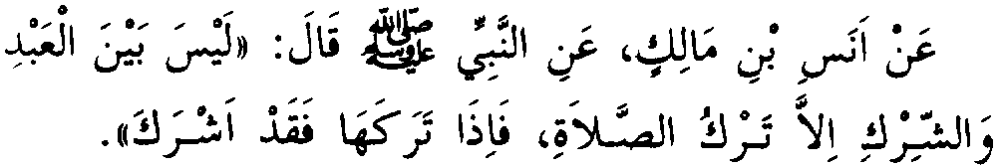 عَنْ اَنَسِ بْنِ مَالِكٍ، عَنِ النَّبِيِّ ﷺ قَالَ: «لَيْسَ بَيْنَ الْعَبْدِ
وَالشِّرْكِ اِلاَّ تَرْكُ الصَّلاَةِ، فَاِذَا تَرَكَهَا فَقَدْ اَشْرَكَ».